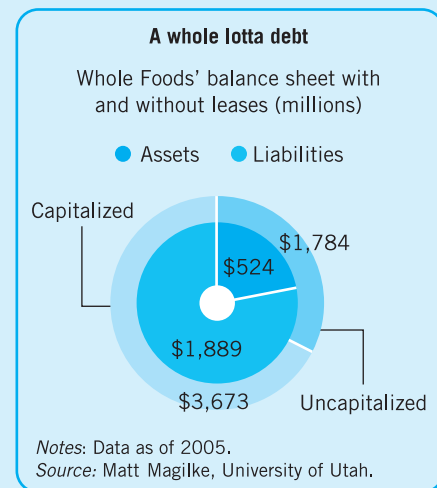 A whole lotta debt
Whole Foods’ balance sheet with
and without leases (millions)
Assets Liabilities
Capitalized
$1,784
$524
$1,889
$3,673
Uncapitalized
Notes: Data as of 2005.
Source: Matt Magilke, University of Utah.